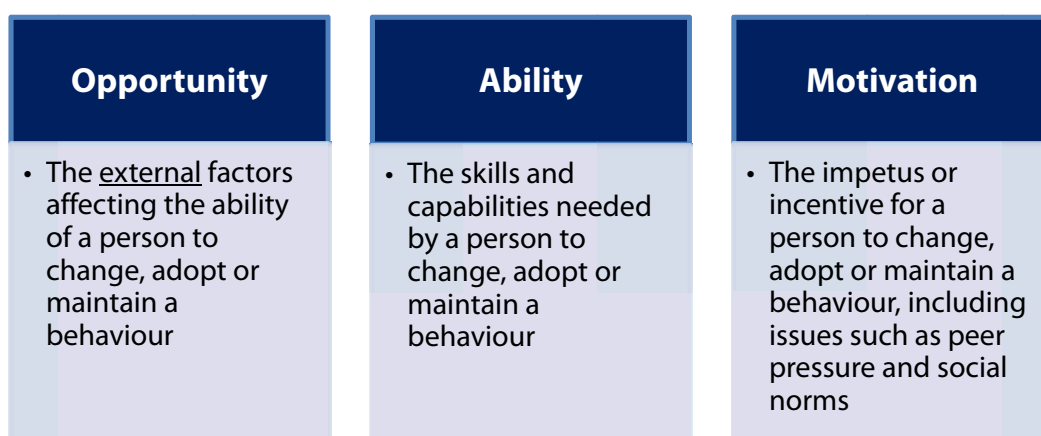 Opportunity
• The external factors
affecting the ability
of a person to
change, adopt or
maintain a
behaviour
Ability
• The skills and
capabilities needed
by a person to
change, adopt or
maintain a
behaviour
Motivation
• The impetus or
incentive for a
person to change,
adopt or maintain a
behaviour, including
issues such as peer
pressure and social
norms